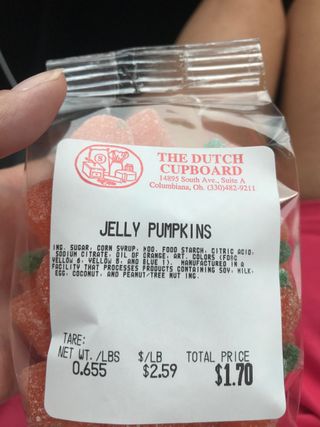 THE DUTCH
CUPBOARD
14895 South Ave., Suite A
Columbiana, Oh. (330)482-9211
JELLY PUMPKINS
ING. SUGAR, CORN SYRUP, MOD. FOOD STARCH, CITRIC ACID,
SODIUM CITRATE, OIL OF ORANGE, ART. COLORS (FD&C
YELLOW 6, YELLOW 5, AND BLUE 1). MANUFACTURED IN A
FACILITY THAT PROCESSES PRODUCTS CONTAINING SOY, MILK,
EGG, COCONUT, AND PEANUT/TREE NUT ING.
TARE:
NET WT./LBS $/LB TOTAL PRICE
0.655 $2.59 $1.70